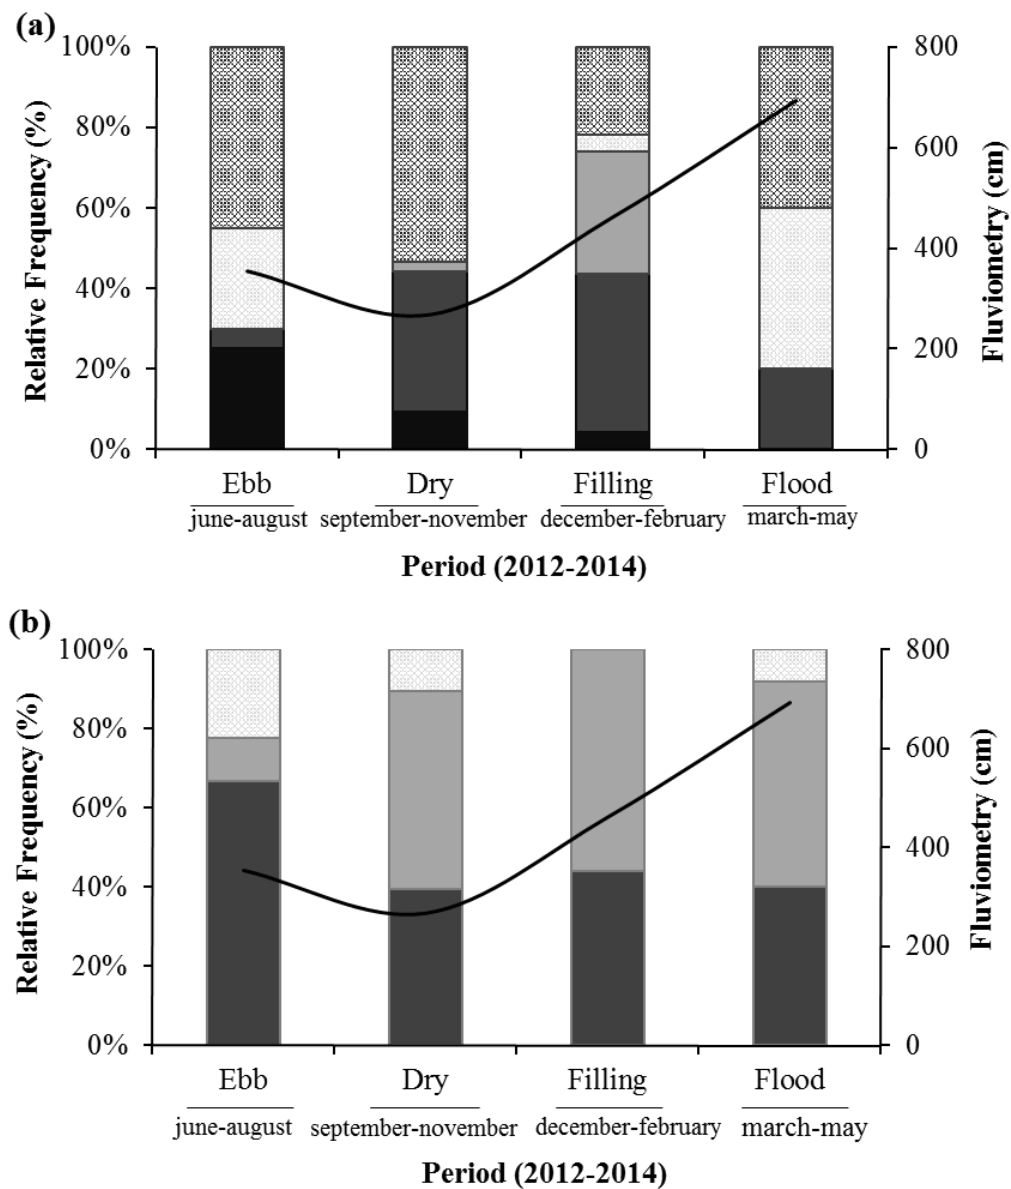 (a)
100%
80%
60%
40%
20%
0%
Relative Frequency (%)
800
600
400
200
0
Fluviometry (cm)
Ebb Dry Filling Flood
june-august september-november december-february march-may
Period (2012-2014)
(b)
100%
80%
60%
40%
20%
0%
Relative Frequency (%)
800
600
400
200
0
Fluviometry (cm)
Ebb Dry Filling Flood
june-august september-november december-february march-may
Period (2012-2014)